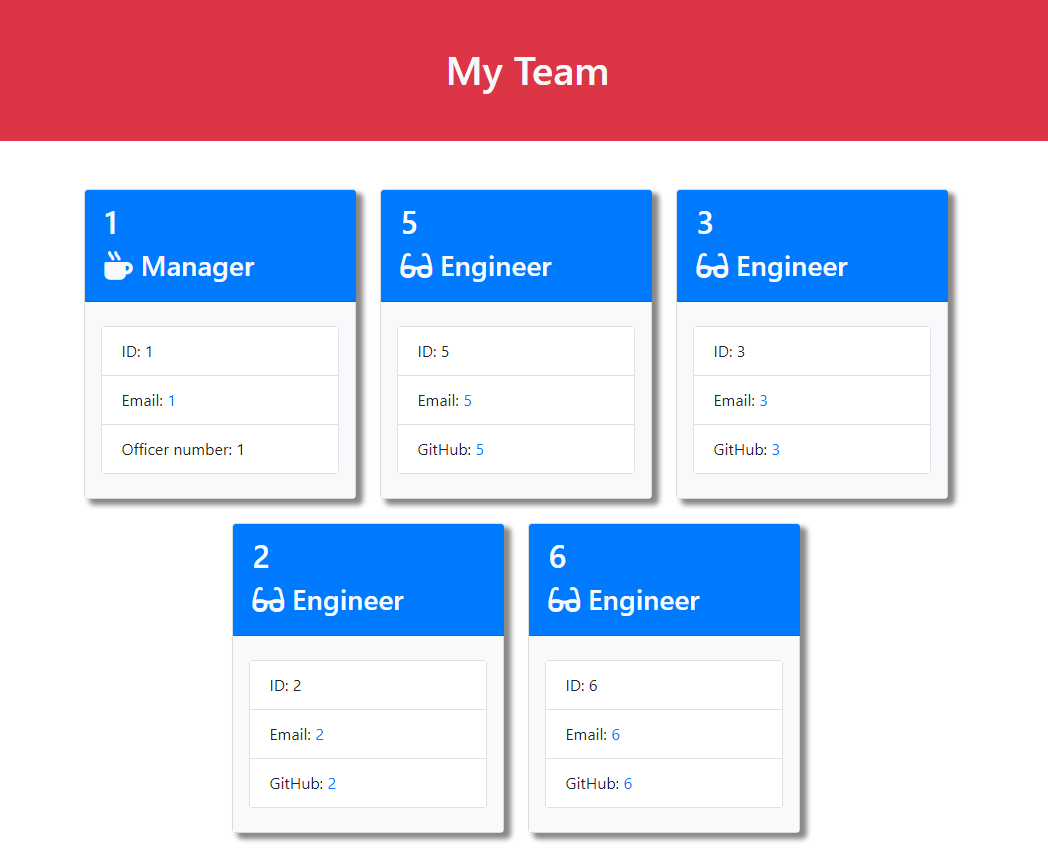 My Team
1
Manager
ID: 1
Email: 1
Officer number: 1
5
Engineer
ID: 5
Email: 5
GitHub: 5
3
Engineer
ID: 3
Email: 3
GitHub: 3
2
Engineer
ID: 2
Email: 2
GitHub: 2
6
Engineer
ID: 6
Email: 6
GitHub: 6